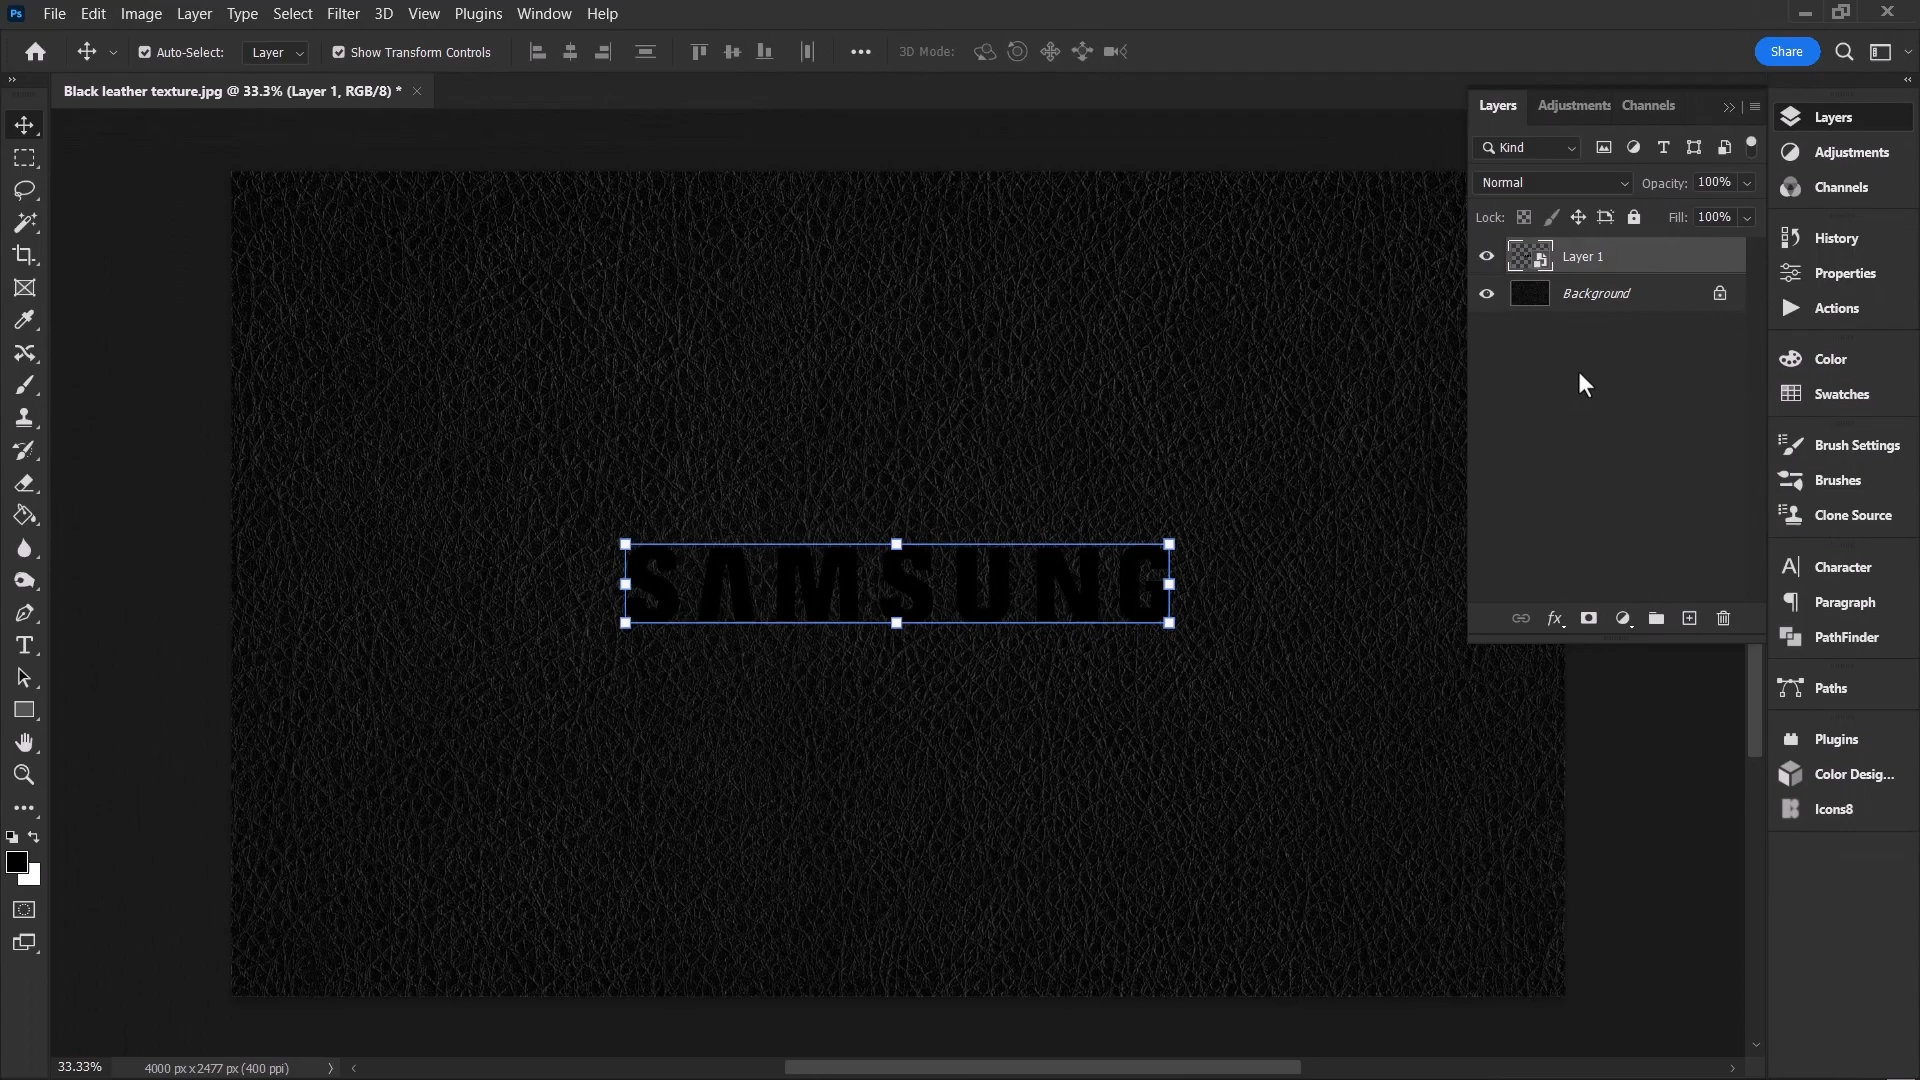 Ps File Edit Image Layer Type Select Filter 3D View Plugins Window Help
Auto-Select: Layer Show Transform Controls 3D Mode: Share
Black leather texture.jpg @ 33.3% (Layer 1, RGB/8) *
Layers Adjustments Channels
Kind
Normal Opacity: 100%
Lock: Fill: 100%
Layer 1
Background
SAMSUNG
fx
Layers
Adjustments
Channels
History
Properties
Actions
Color
Swatches
Brush Settings
Brushes
Clone Source
Character
Paragraph
PathFinder
Paths
Plugins
Color Desig...
Icons8
33.33% 4000 px x 2477 px (400 ppi)